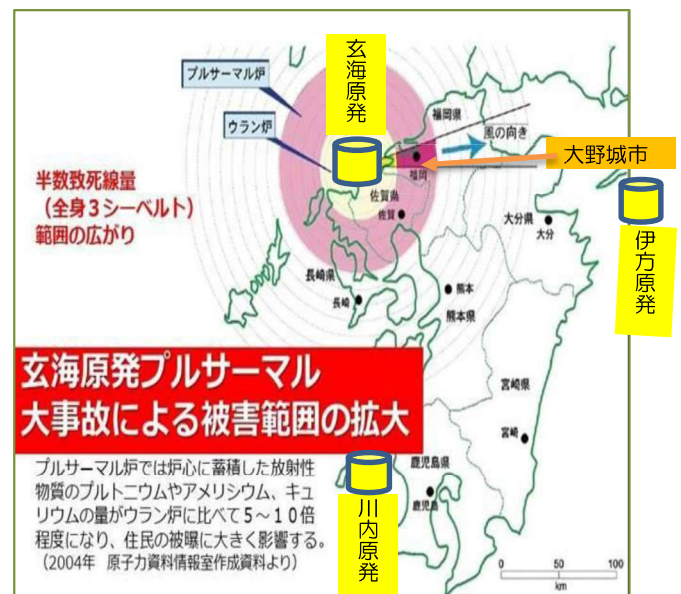 玄海原発
プルサーマル炉
ウラン炉
福岡県
風の向き
大野城市
福岡
半数致死線量
（全身３シーベルト）
範囲の広がり
佐賀県
佐賀
大分県
大分
伊方原発
長崎県
長崎
熊本
熊本県
玄海原発プルサーマル
大事故による被害範囲の拡大
宮崎県
宮崎
プルサーマル炉では炉心に蓄積した放射性
物質のプルトニウムやアメリシウム、キュ
リウムの量がウラン炉に比べて５～１０倍
程度になり、住民の被曝に大きく影響する。
（2004年　原子力資料情報室作成資料より）
鹿児島県
鹿児島
川内原発
0 50 100
km